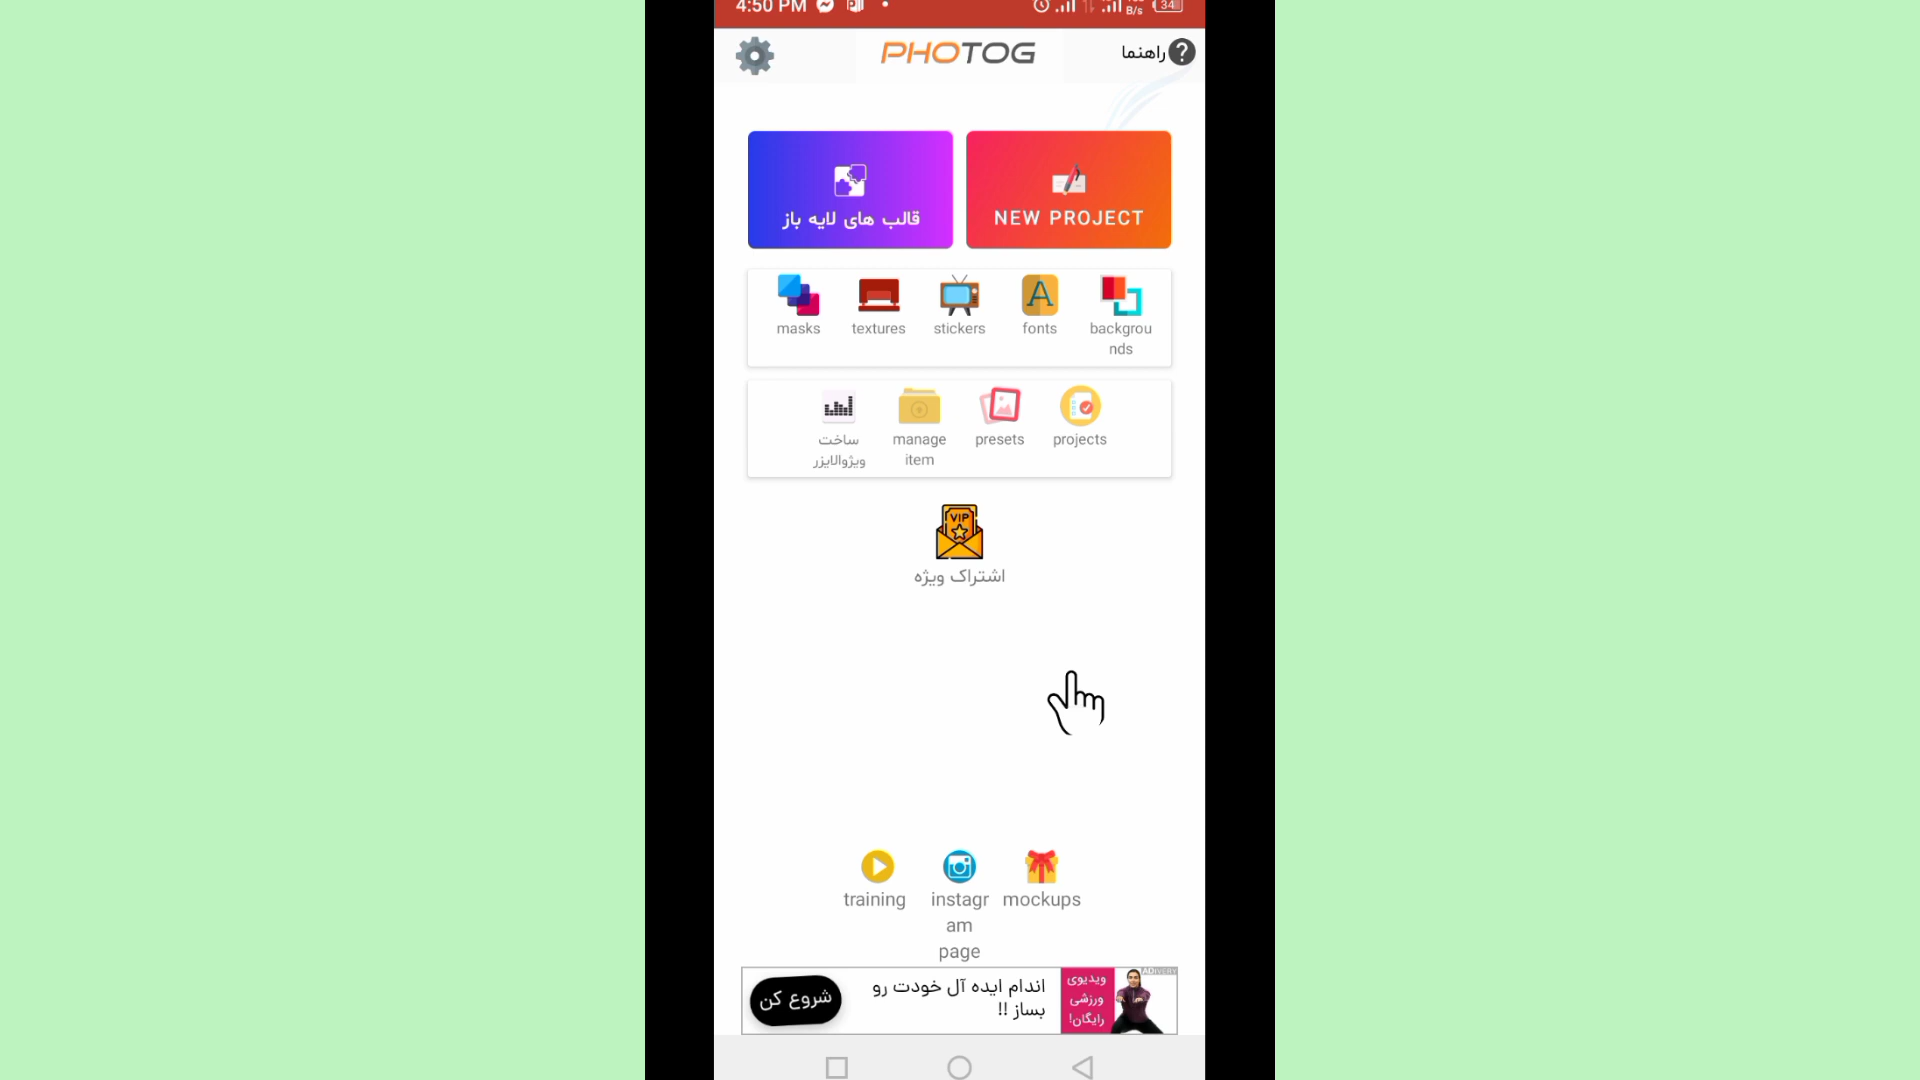 4:50 PM
B/s
34
PHOTOG
راهنما
قالب های لایه باز
NEW PROJECT
masks
textures
stickers
fonts
backgrou
nds
ساخت
ویژوالایزر
manage
item
presets
projects
VIP
اشتراک ویژه
training
instagr
am
page
mockups
شروع کن
اندام ایده آل خودت رو
بساز !!
ویدیوی
ورزشی
رایگان!
ADIVERY